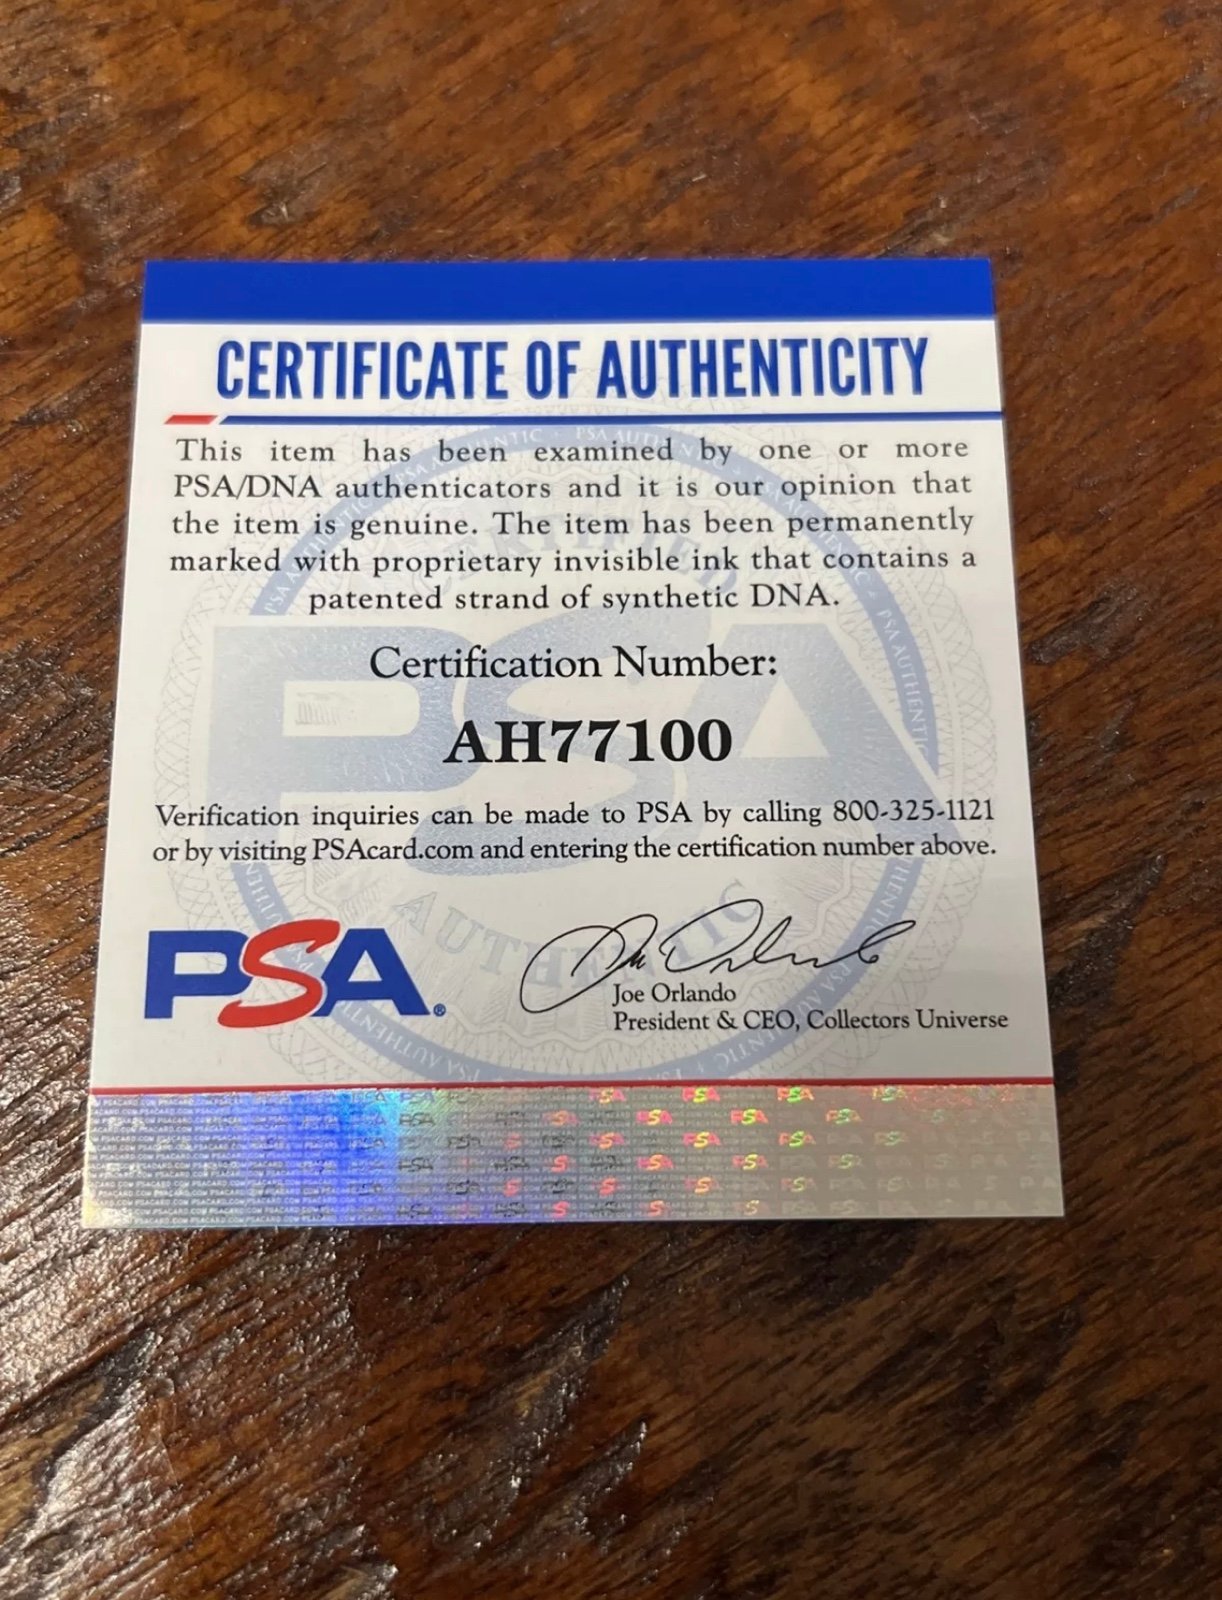 CERTIFICATE OF AUTHENTICITY
This item has been examined by one or more
PSA/DNA authenticators and it is our opinion that
the item is genuine. The item has been permanently
marked with proprietary invisible ink that contains a
patented strand of synthetic DNA.
Certification Number:
AH77100
Verification inquiries can be made to PSA by calling 800-325-1121
or by visiting PSAcard.com and entering the certification number above.
PSA®
Joe Orlando
President & CEO, Collectors Universe